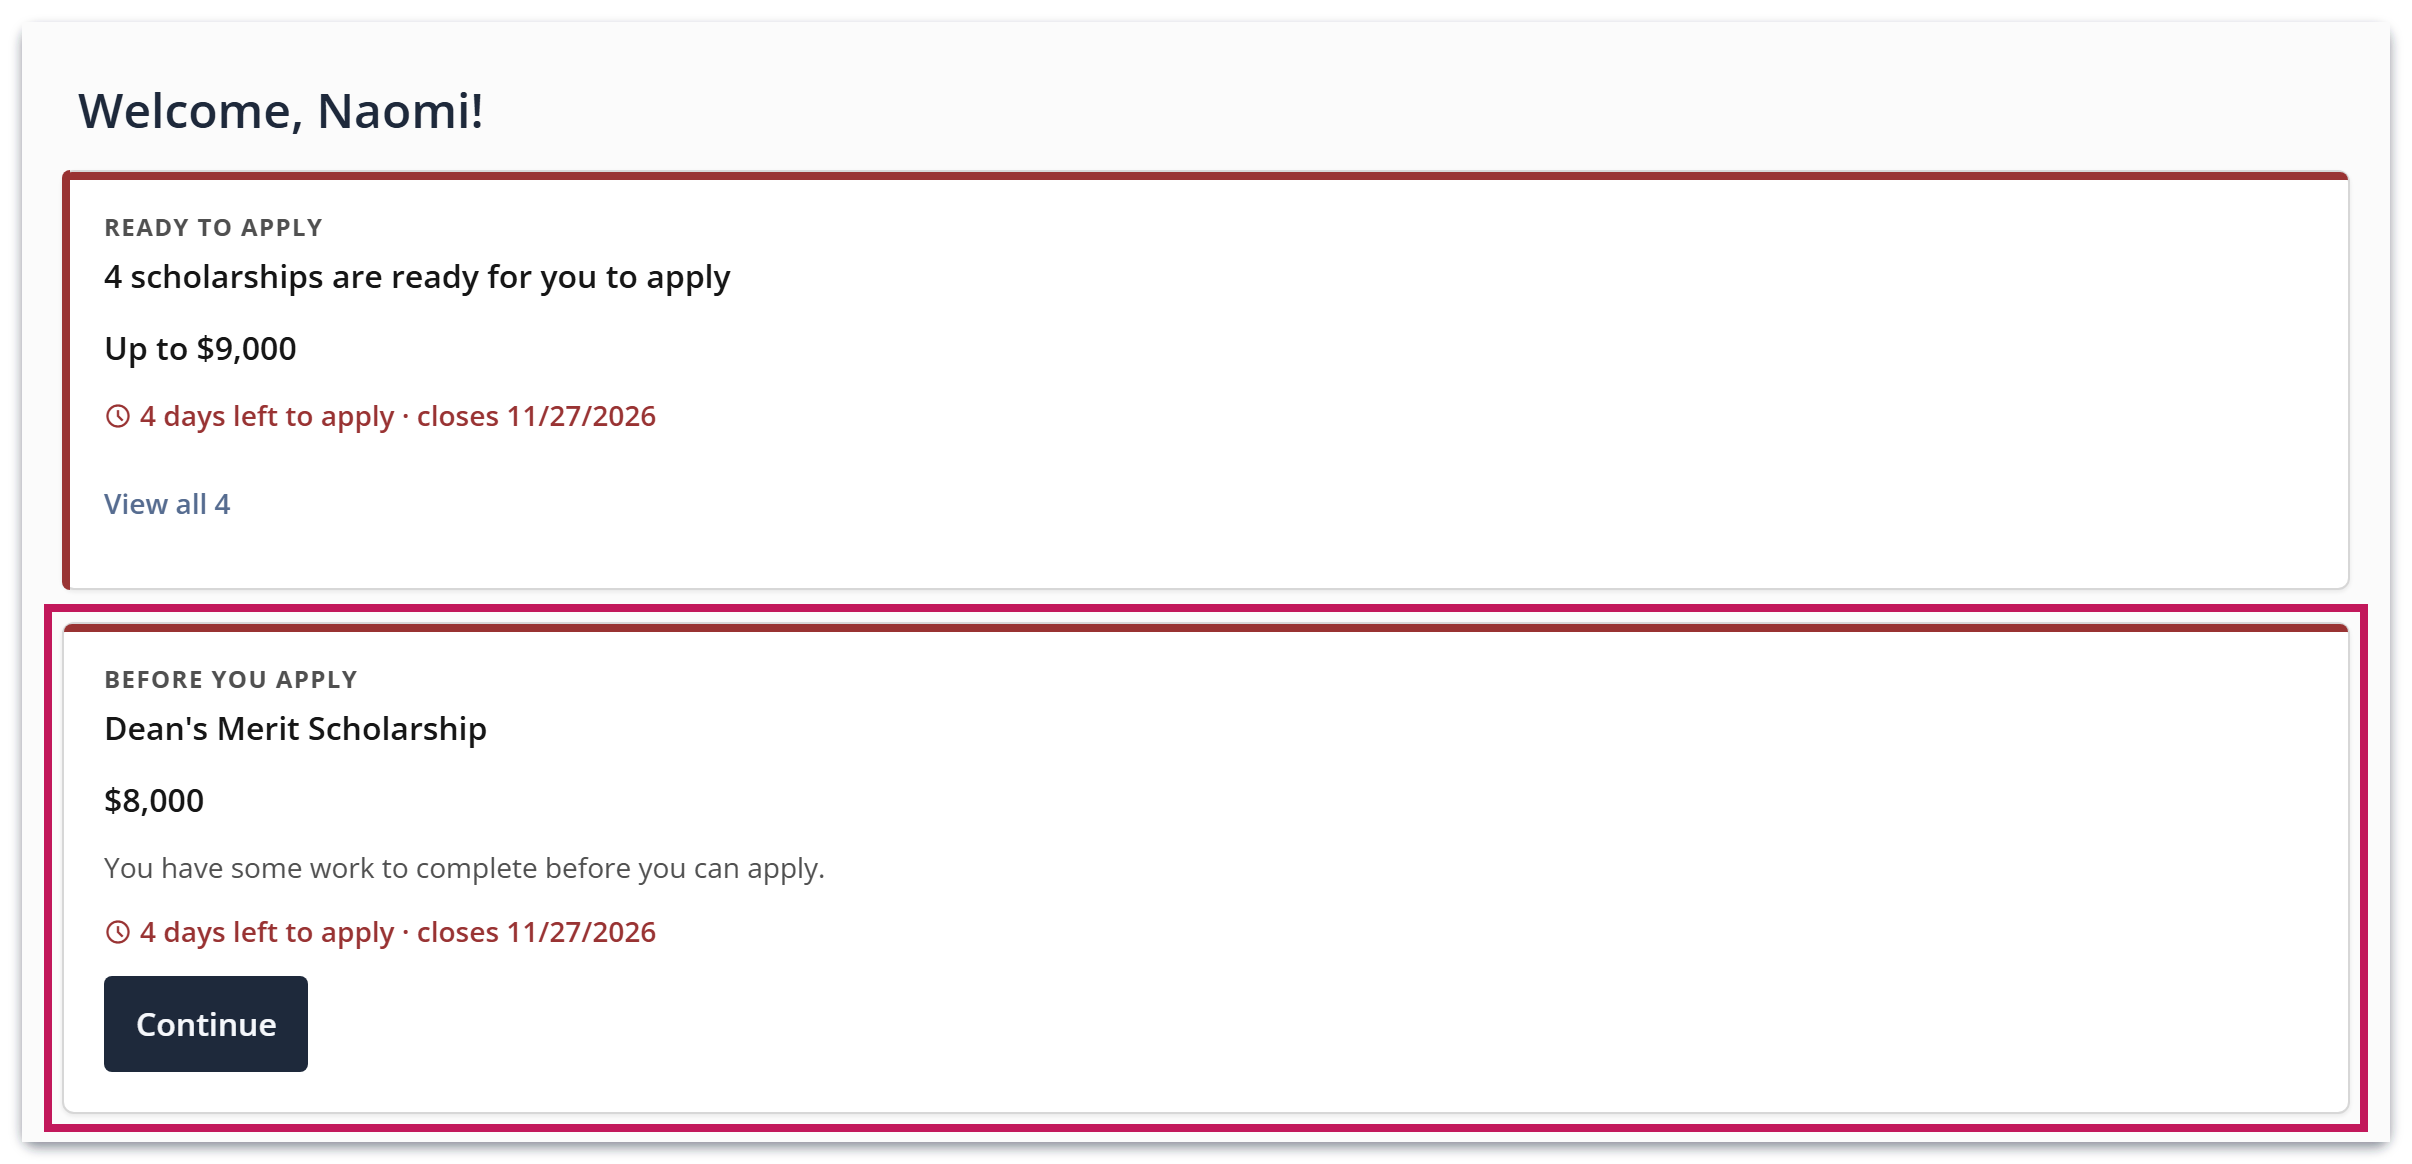 Welcome, Naomi!
READY TO APPLY
4 scholarships are ready for you to apply
Up to $9,000
4 days left to apply · closes 11/27/2026
View all 4
BEFORE YOU APPLY
Dean's Merit Scholarship
$8,000
You have some work to complete before you can apply.
4 days left to apply · closes 11/27/2026
Continue